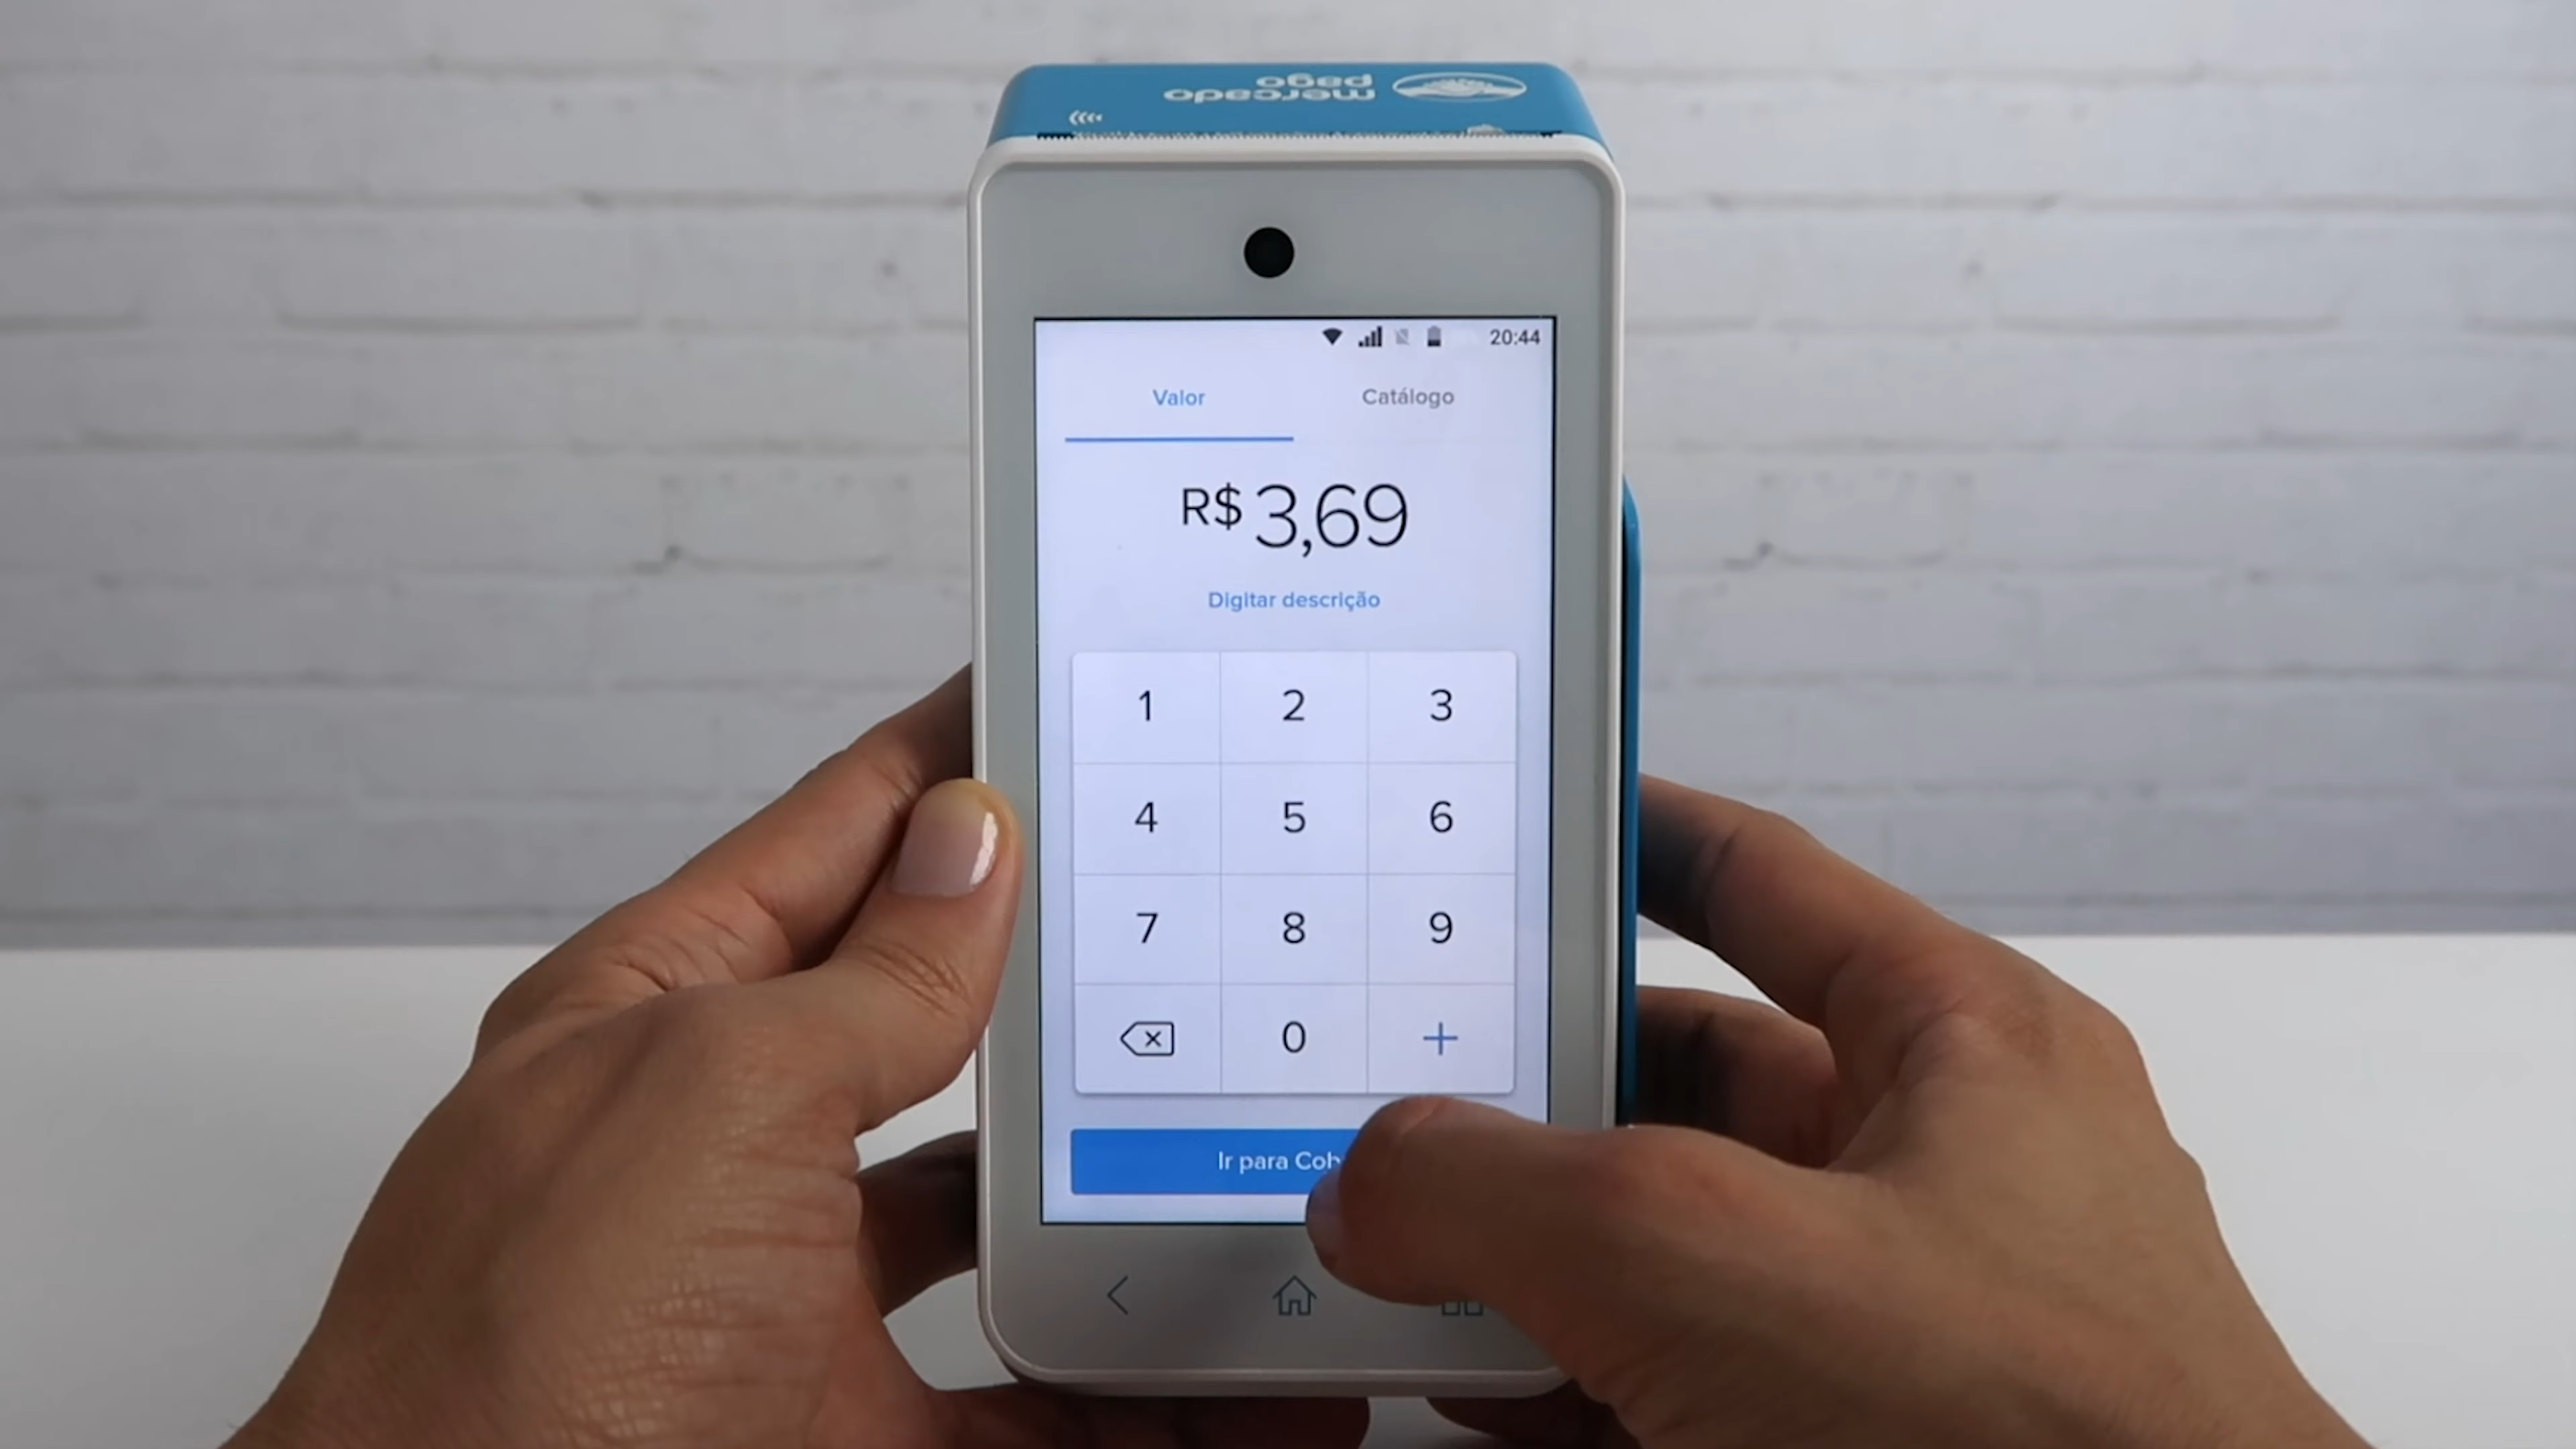 mercado
pago
20:44
Valor Catálogo
R$ 3,69
Digitar descrição
1 2 3
4 5 6
7 8 9
0 +
Ir para